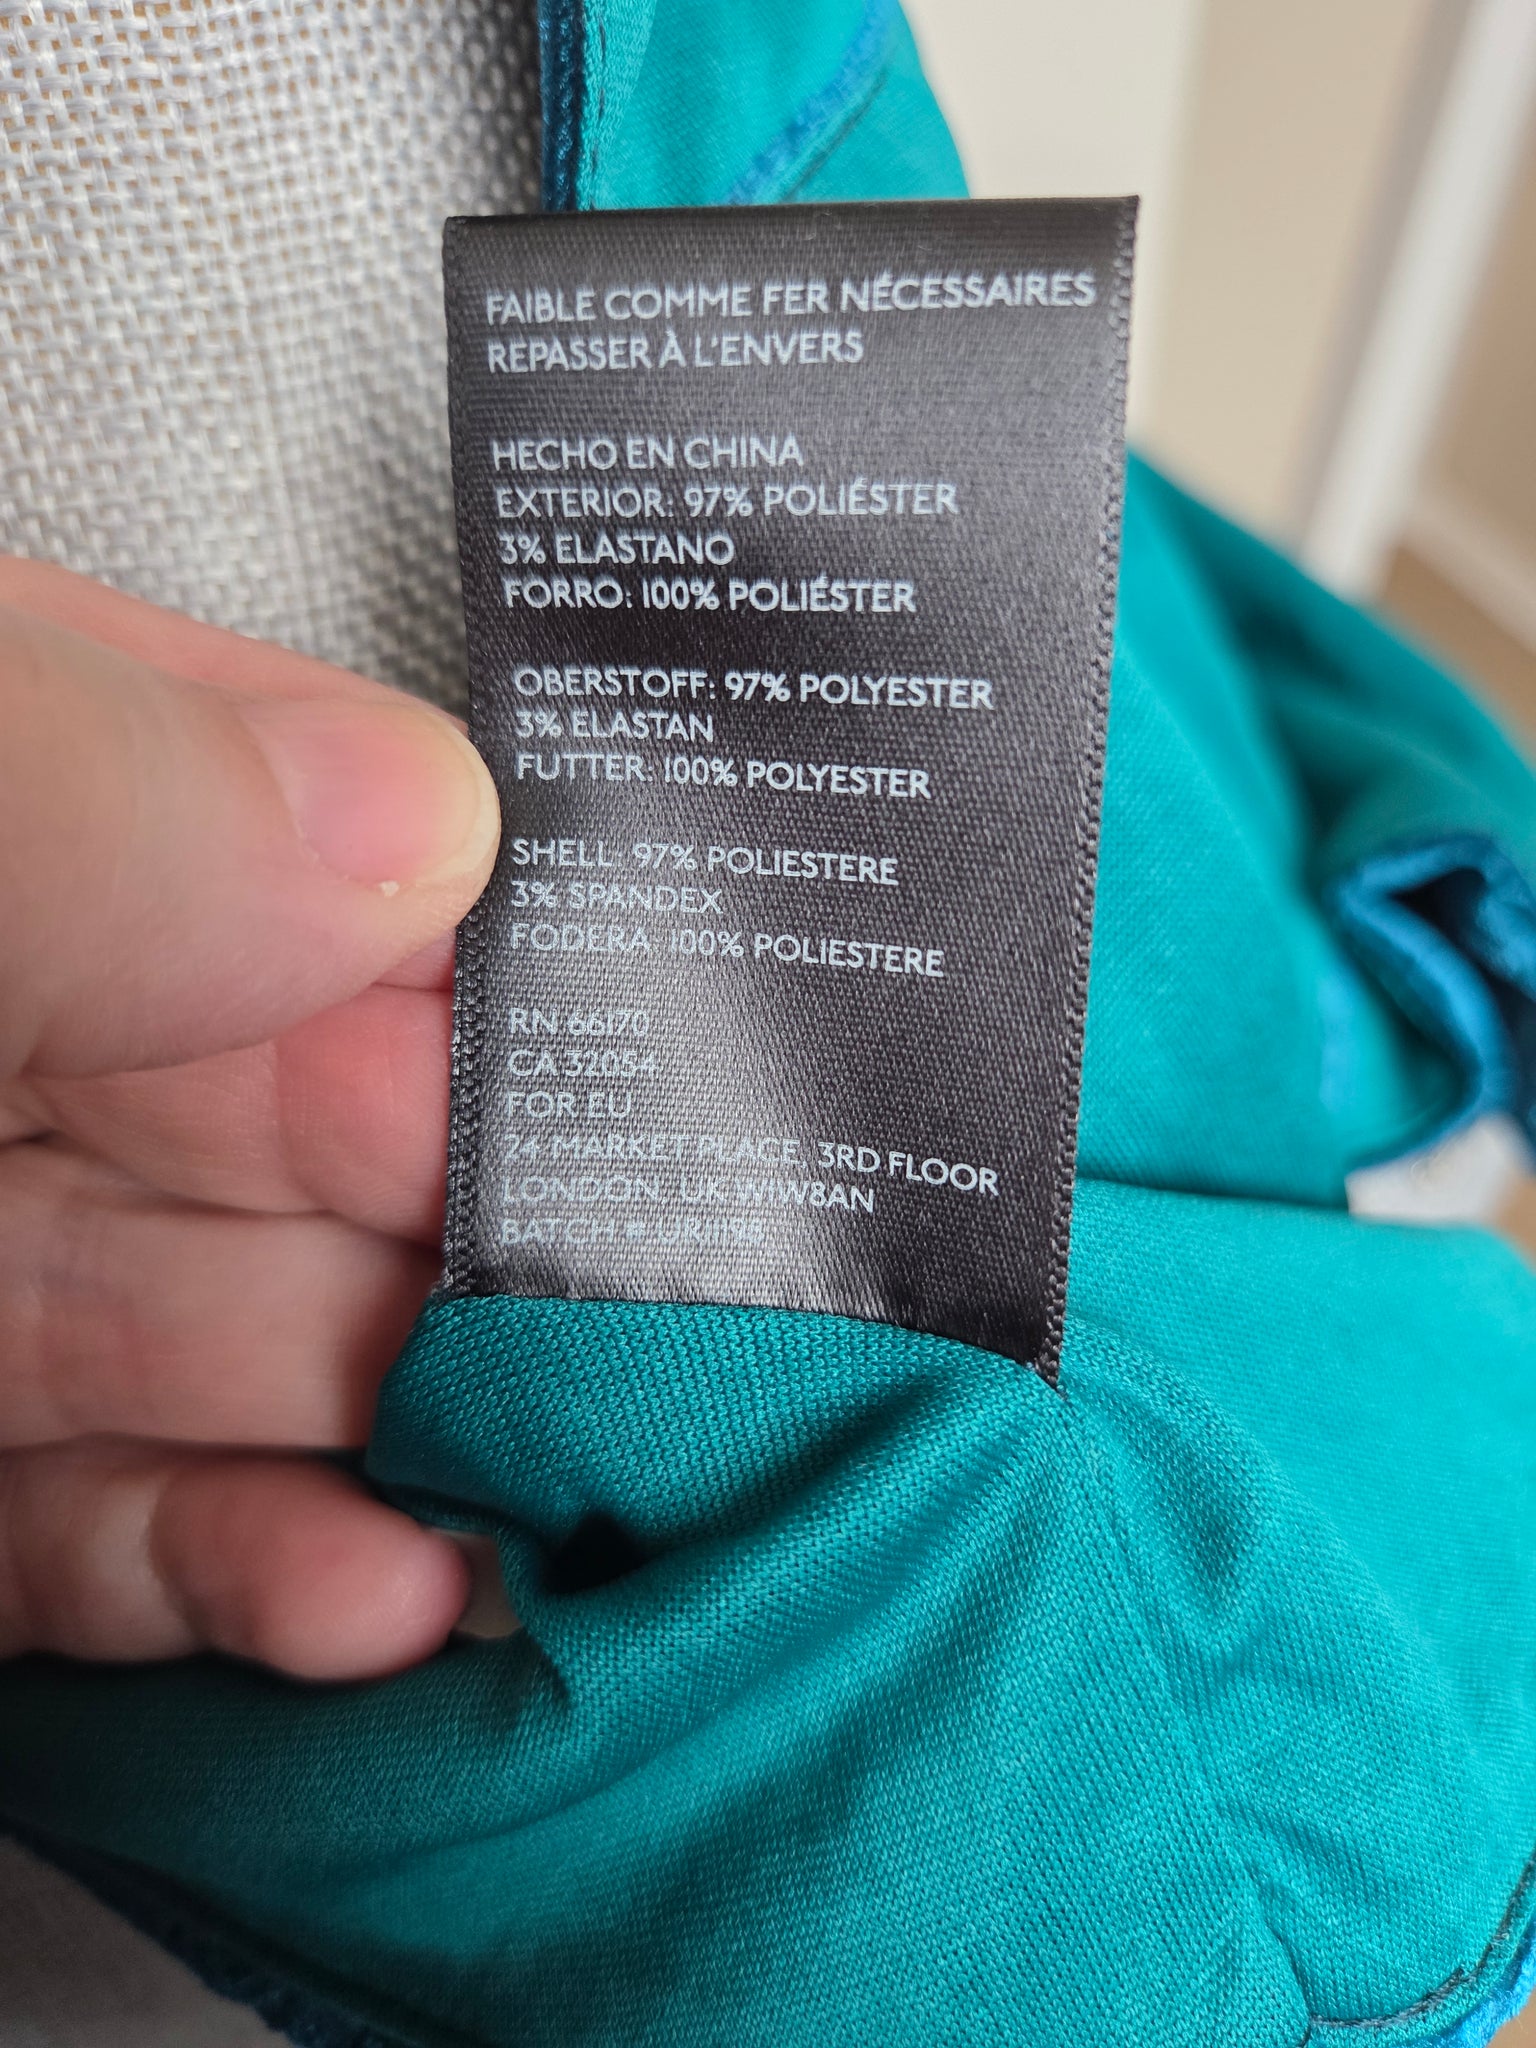 FAIBLE COMME FER NÉCESSAIRES
REPASSER À L'ENVERS
HECHO EN CHINA
EXTERIOR: 97% POLIÉSTER
3% ELASTANO
FORRO: 100% POLIÉSTER
OBERSTOFF: 97% POLYESTER
3% ELASTAN
FUTTER: 100% POLYESTER
SHELL: 97% POLIESTERE
3% SPANDEX
FODERA: 100% POLIESTERE
RN 66170
CA 32054
FOR EU
24 MARKET PLACE, 3RD FLOOR
LONDON, UK W1W8AN
BATCH #